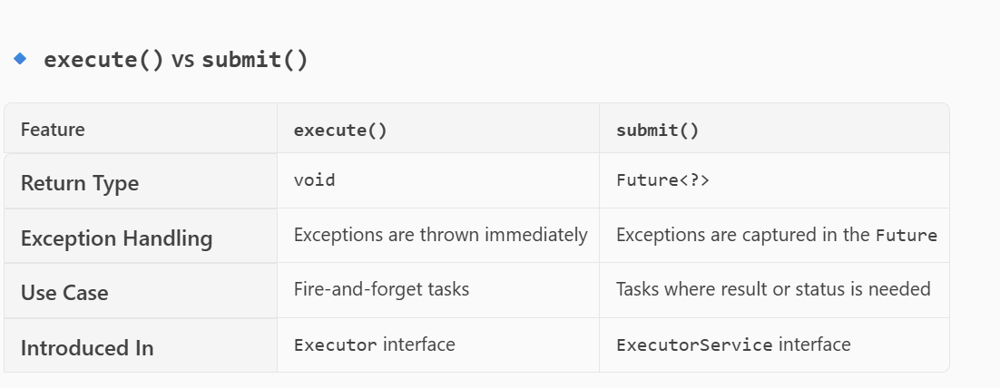 execute() vs submit()
Feature execute() submit()
Return Type void Future<?>
Exception Handling Exceptions are thrown immediately Exceptions are captured in the Future
Use Case Fire-and-forget tasks Tasks where result or status is needed
Introduced In Executor interface ExecutorService interface